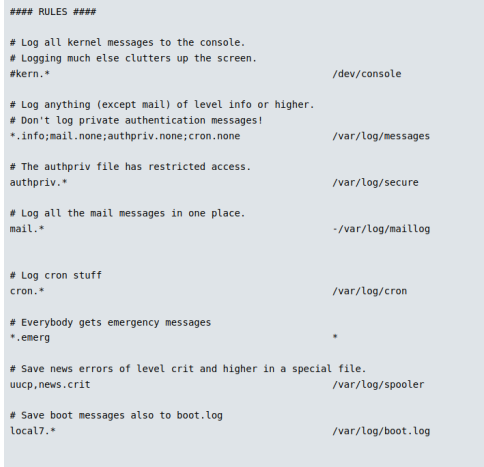 #### RULES ####
# Log all kernel messages to the console.
# Logging much else clutters up the screen.
#kern.* /dev/console
# Log anything (except mail) of level info or higher.
# Don't log private authentication messages!
*.info;mail.none;authpriv.none;cron.none /var/log/messages
# The authpriv file has restricted access.
authpriv.* /var/log/secure
# Log all the mail messages in one place.
mail.* -/var/log/maillog
# Log cron stuff
cron.* /var/log/cron
# Everybody gets emergency messages
*.emerg *
# Save news errors of level crit and higher in a special file.
uucp,news.crit /var/log/spooler
# Save boot messages also to boot.log
local7.* /var/log/boot.log